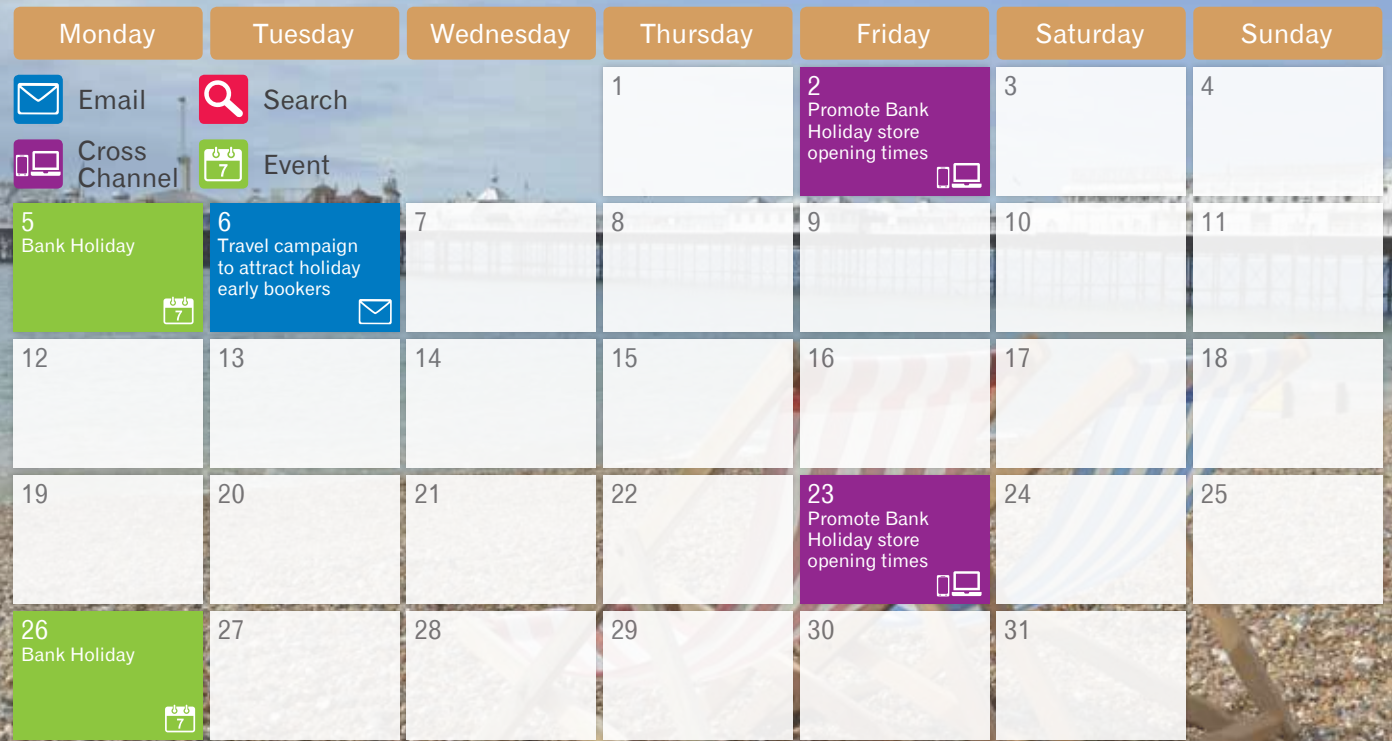 Monday
Tuesday
Wednesday
Thursday
Friday
Saturday
Sunday
Email
Search
Cross
Channel
7
Event
1
2
Promote Bank
Holiday store
opening times
3
4
5
Bank Holiday
7
6
Travel campaign
to attract holiday
early bookers
7
8
9
10
11
12
13
14
15
16
17
18
19
20
21
22
23
Promote Bank
Holiday store
opening times
24
25
26
Bank Holiday
7
27
28
29
30
31